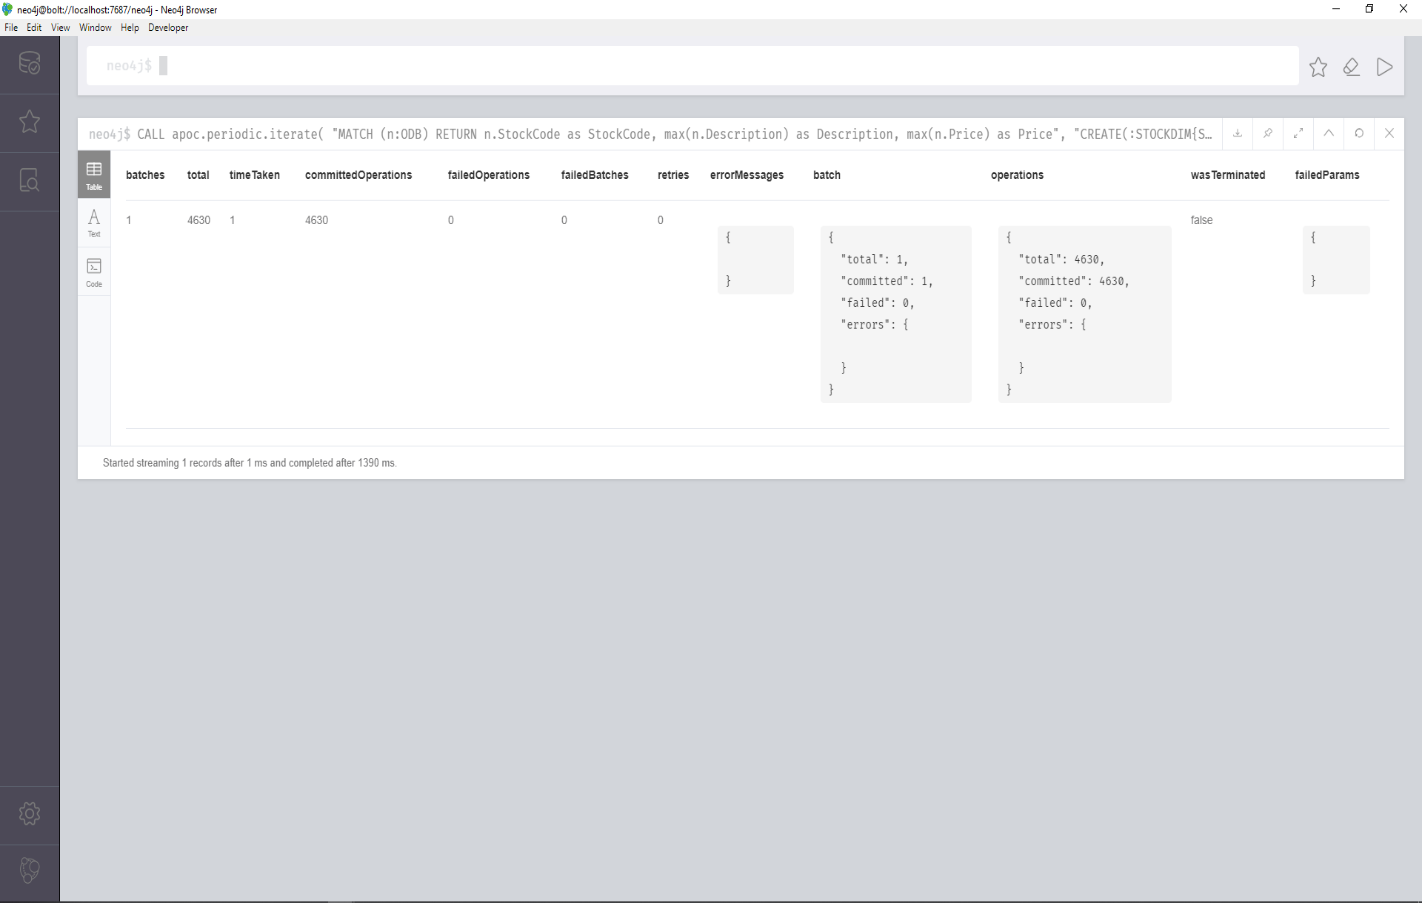 neo4j@bolt://localhost:7687/neo4j - Neo4j Browser
File Edit View Window Help Developer
neo4j$
neo4j$ CALL apoc.periodic.iterate( "MATCH (n:ODB) RETURN n.StockCode as StockCode, max(n.Description) as Description, max(n.Price) as Price", "CREATE(:STOCKDIM{S…
Table
Text
Code
batches total timeTaken committedOperations failedOperations failedBatches retries errorMessages batch operations wasTerminated failedParams
1 4630 1 4630 0 0 0 false
{
}
{
"total": 1,
"committed": 1,
"failed": 0,
"errors": {
}
}
{
"total": 4630,
"committed": 4630,
"failed": 0,
"errors": {
}
}
{
}
Started streaming 1 records after 1 ms and completed after 1390 ms.